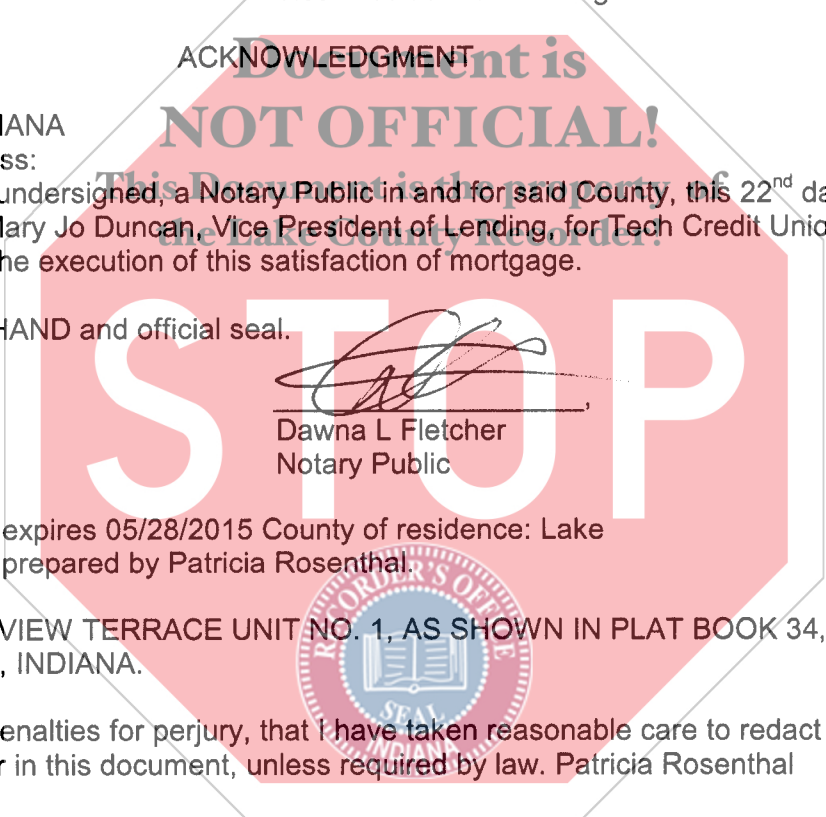 ACKNOWLEDGMENT
Document is
NOT OFFICIAL!
IANA
ss:
This Document is the property of
undersigned, a Notary Public in and for said County, this 22nd da
the Lake County Recorder!
Mary Jo Duncan, Vice President of Lending, for Tech Credit Unio
he execution of this satisfaction of mortgage.
HAND and official seal.
STOP
Dawna L Fletcher
Notary Public
expires 05/28/2015 County of residence: Lake
prepared by Patricia Rosenthal.
RECORDER'S OFFICE
VIEW TERRACE UNIT NO. 1, AS SHOWN IN PLAT BOOK 34,
, INDIANA.
SEAL
INDIANA
enalties for perjury, that I have taken reasonable care to redact
r in this document, unless required by law. Patricia Rosenthal